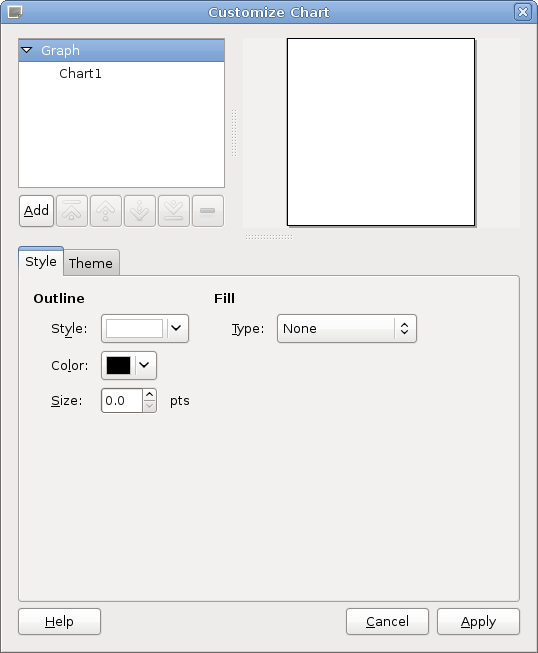 Customize Chart
Graph
Chart1
Add
Style
Theme
Outline
Fill
Style:
Type:
None
Color:
Size:
0.0
pts
Help
Cancel
Apply